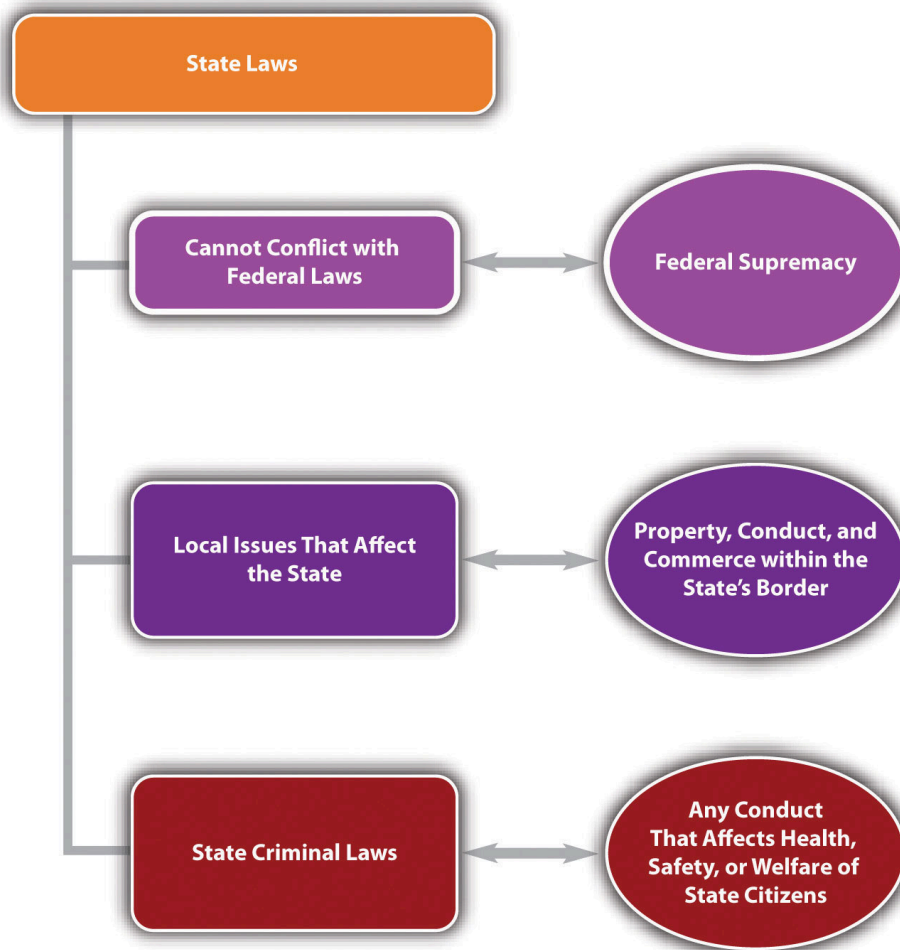 State Laws
Cannot Conflict with
Federal Laws
Federal Supremacy
Local Issues That Affect
the State
Property, Conduct, and
Commerce within the
State’s Border
State Criminal Laws
Any Conduct
That Affects Health,
Safety, or Welfare of
State Citizens